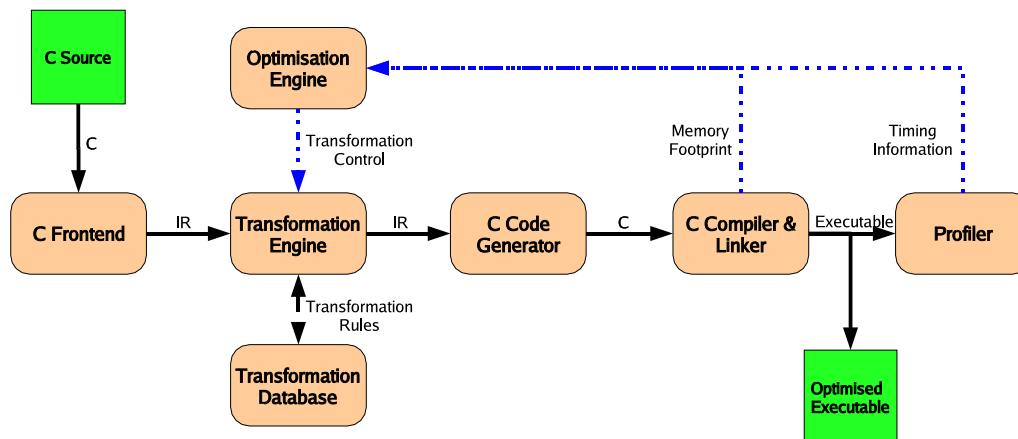 C Source
Optimisation
Engine
C
Transformation
Control
Memory
Footprint
Timing
Information
C Frontend
IR
Transformation
Engine
IR
C Code
Generator
C
C Compiler &
Linker
Executable
Profiler
Transformation
Rules
Transformation
Database
Optimised
Executable